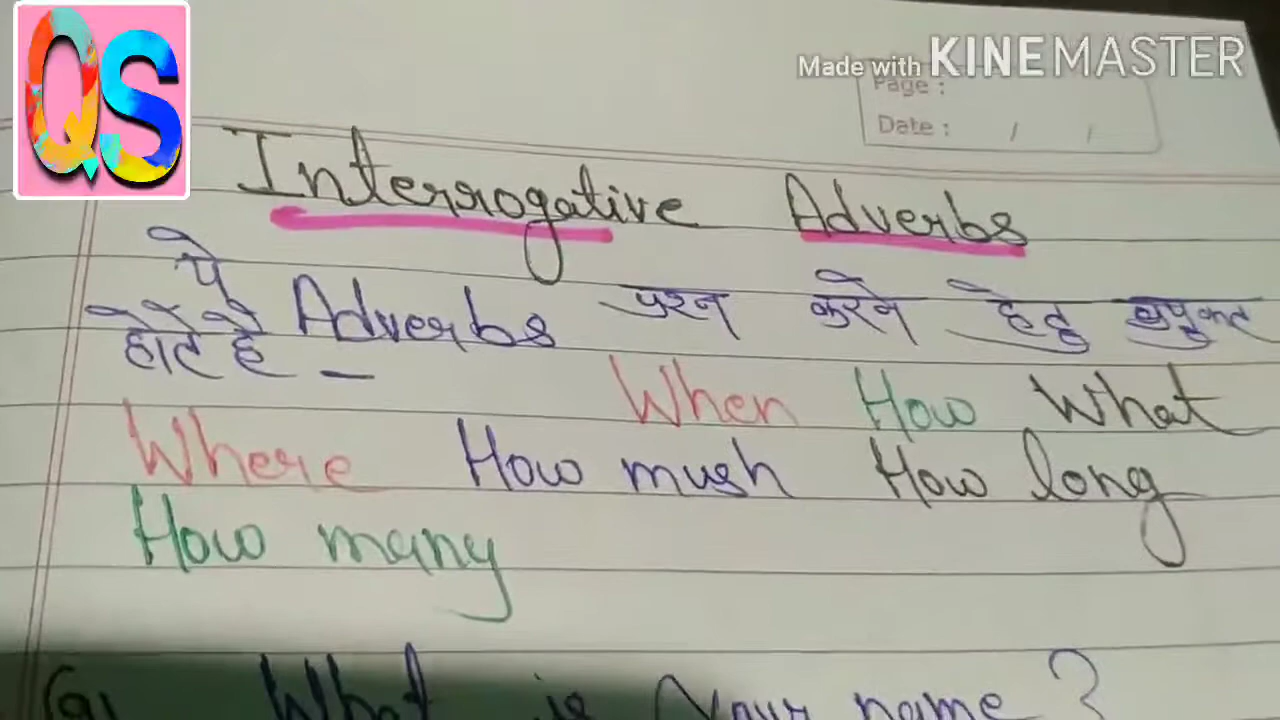 QS
Made with KINEMASTER
Page :
Date : / /
Interrogative Adverbs
ये Adverbs प्रश्न करने हेतु प्रयुक्त
होते है –
When How What
Where How mush How long
How many
What is Your name ?